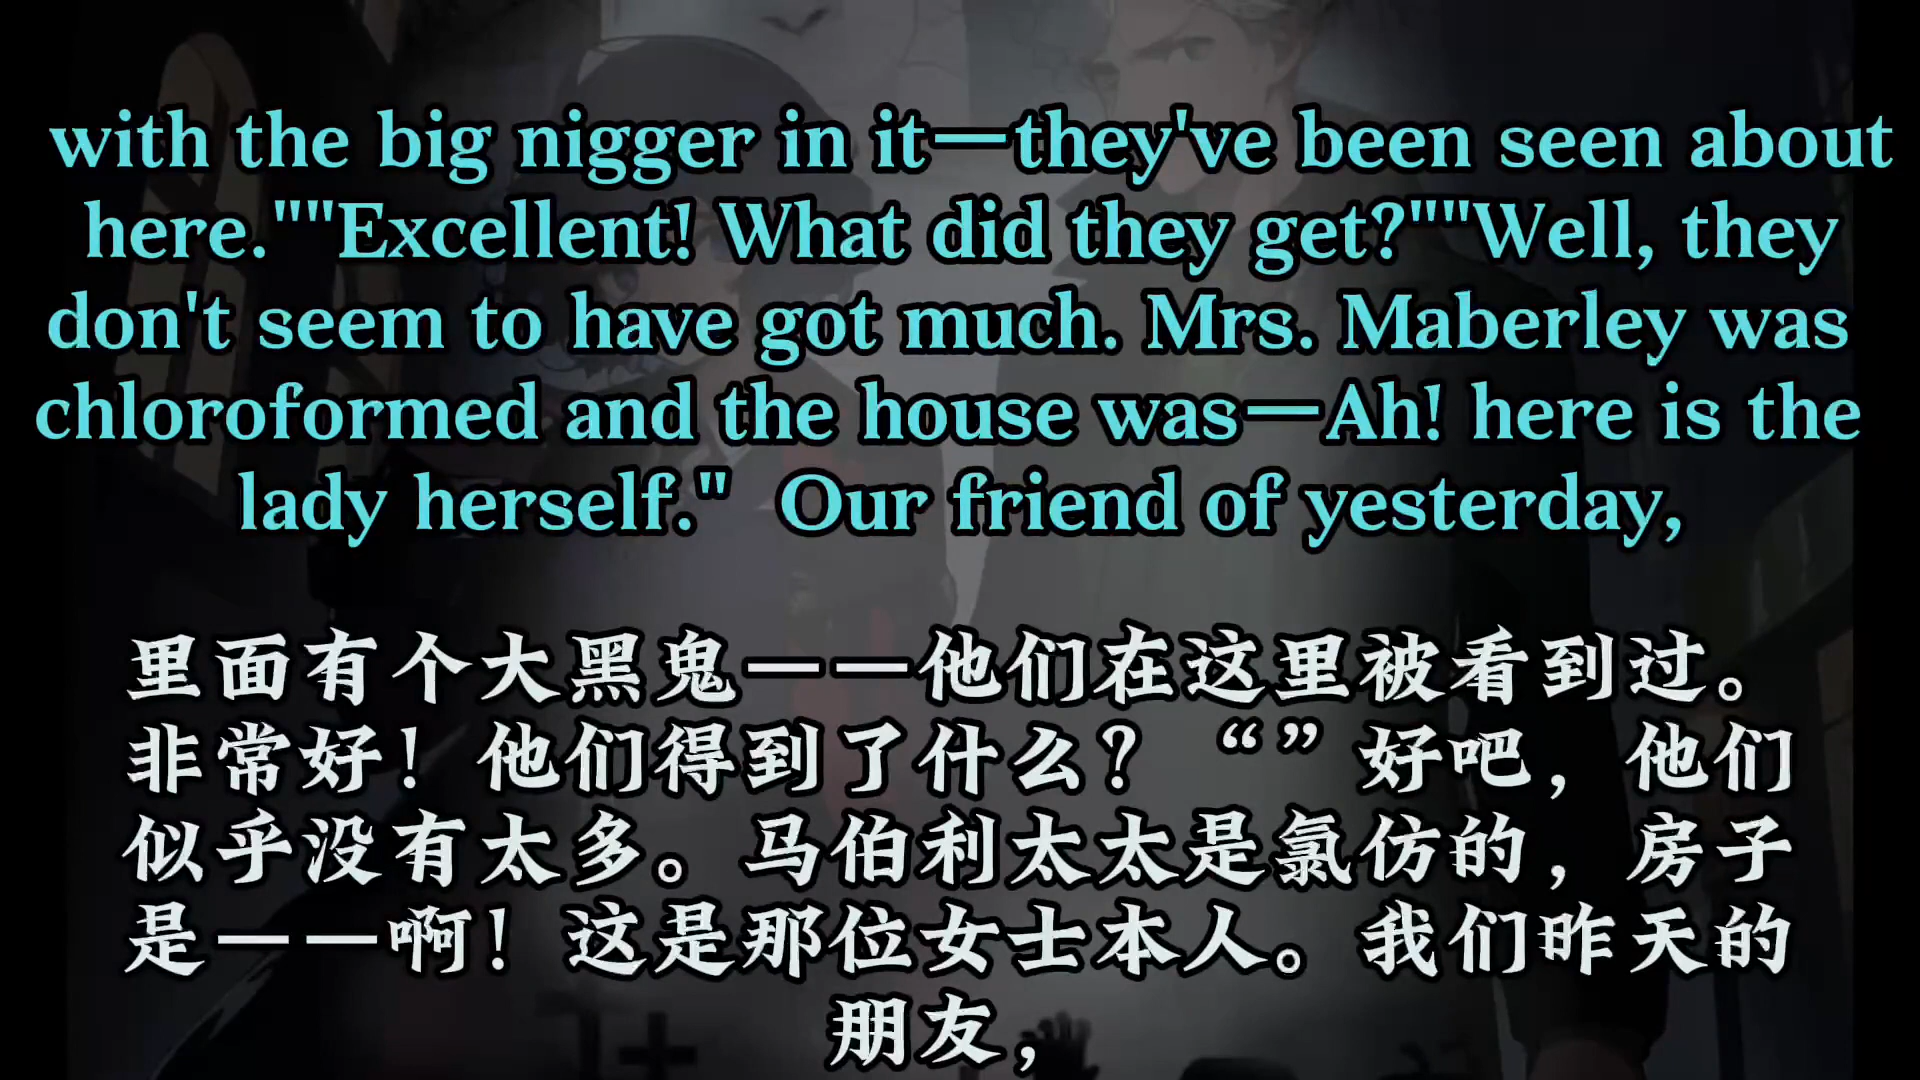 with the big nigger in it—they've been seen about
here.""Excellent! What did they get?""Well, they
don't seem to have got much. Mrs. Maberley was
chloroformed and the house was—Ah! here is the
lady herself."  Our friend of yesterday,
里面有个大黑鬼——他们在这里被看到过。
非常好！他们得到了什么？“”好吧，他们
似乎没有太多。马伯利太太是氯仿的，房子
是——啊！这是那位女士本人。我们昨天的
朋友，